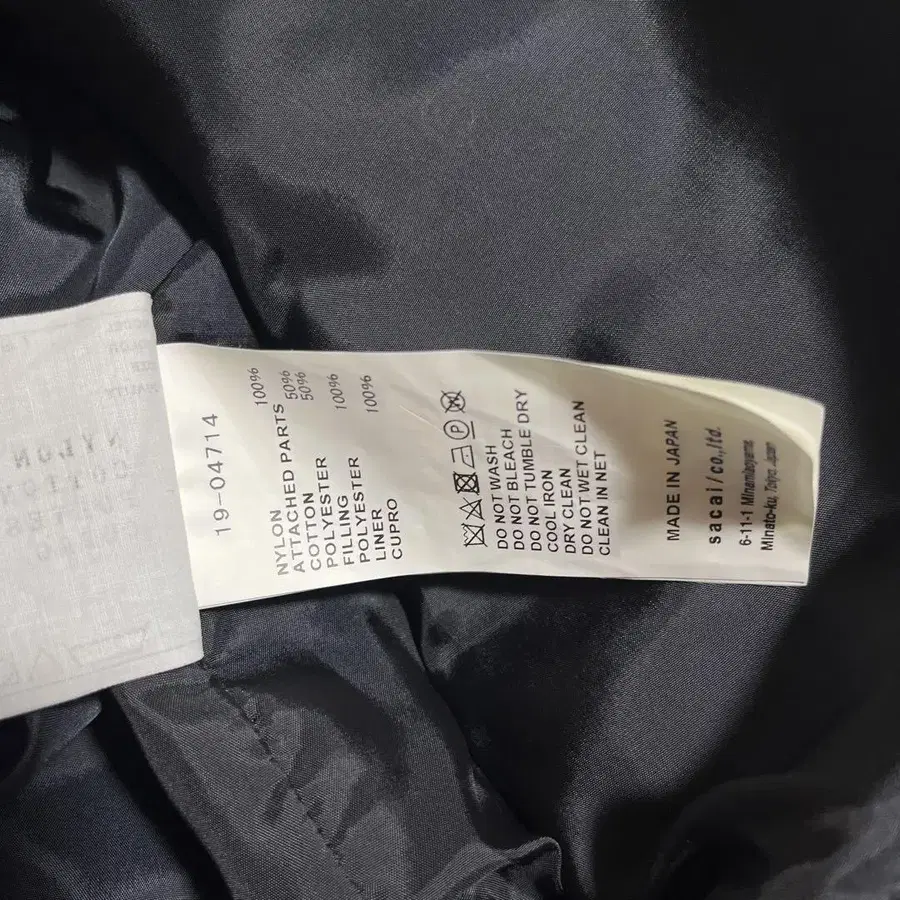 19-04714
NYLON 100%
ATTACHED PARTS
COTTON 50%
POLYESTER 50%
FILLING
POLYESTER 100%
LINER
CUPRO 100%
DO NOT WASH
DO NOT BLEACH
DO NOT TUMBLE DRY
COOL IRON
DRY CLEAN
DO NOT WET CLEAN
CLEAN IN NET
MADE IN JAPAN
sacai/co.,ltd.
6-11-1 Minamiaoyama
Minato-ku, Tokyo Japan